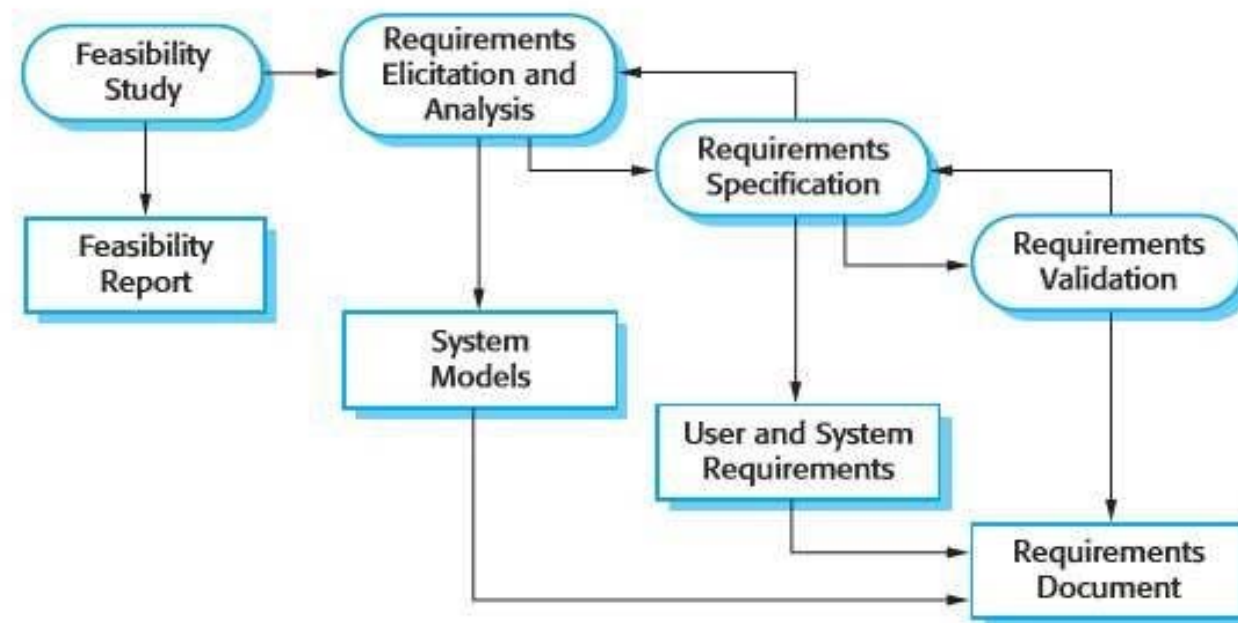 Feasibility
Study
Requirements
Elicitation and
Analysis
Requirements
Specification
Requirements
Validation
Feasibility
Report
System
Models
User and System
Requirements
Requirements
Document